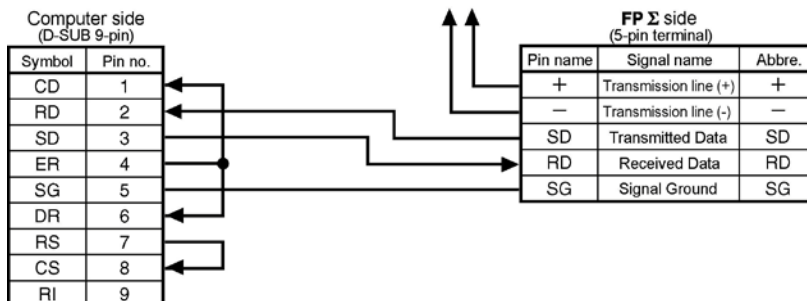 Computer side
(D-SUB 9-pin)
Symbol Pin no.
CD 1
RD 2
SD 3
ER 4
SG 5
DR 6
RS 7
CS 8
RI 9
FP Σ side
(5-pin terminal)
Pin name Signal name Abbre.
+ Transmission line (+) +
− Transmission line (-) −
SD Transmitted Data SD
RD Received Data RD
SG Signal Ground SG